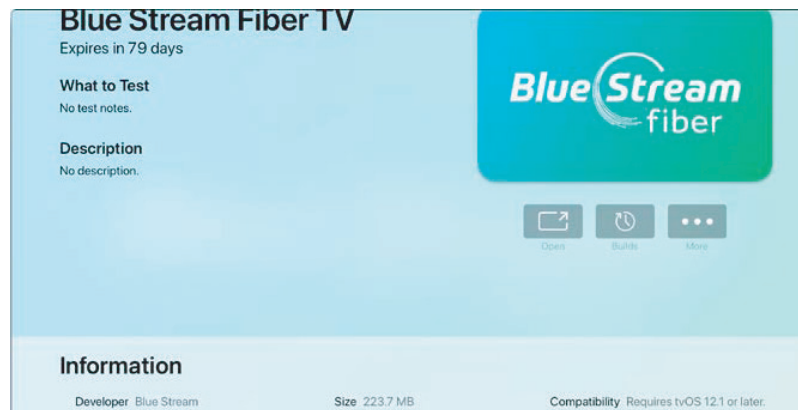 Blue Stream Fiber TV
Expires in 79 days
What to Test
No test notes.
Description
No description.
Blue Stream
fiber
Open
Builds
More
Information
Developer Blue Stream
Size 223.7 MB
Compatibility Requires tvOS 12.1 or later.